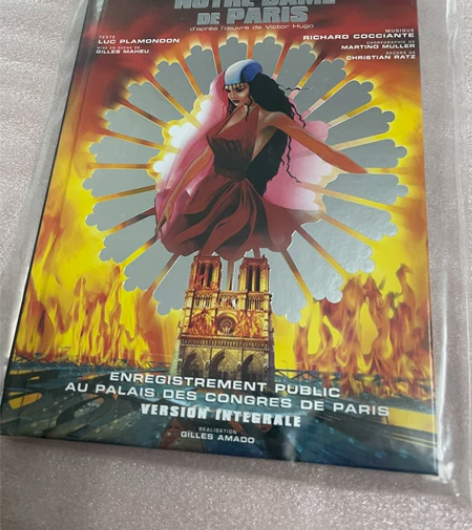 NOTRE DAME
DE PARIS
d'après l'œuvre de Victor Hugo
TEXTE
LUC PLAMONDON
MISE EN SCÈNE DE
GILLES MAHEU
MUSIQUE
RICHARD COCCIANTE
CHORÉGRAPHIE DE
MARTINO MULLER
DÉCORS DE
CHRISTIAN RATZ
ENREGISTREMENT PUBLIC
AU PALAIS DES CONGRES DE PARIS
VERSION INTEGRALE
RÉALISATION
GILLES AMADO